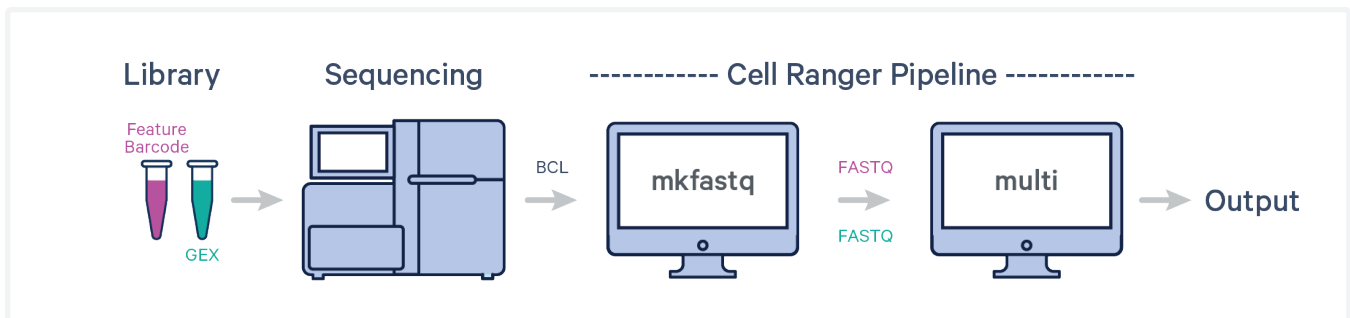 Library
Sequencing
Cell Ranger Pipeline
Feature
Barcode
GEX
BCL
mkfastq
FASTQ
FASTQ
multi
Output